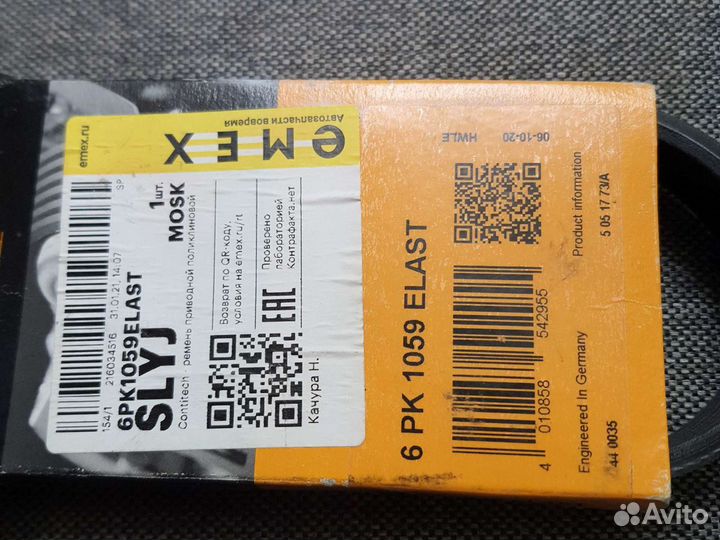 emex.ru
emex
Автозапчасти вовремя
SP
154/1 216034516 31.01.21, 14:07
6PK1059ELAST
SLYJ
1 шт.
MOSK
Contitech - ремень приводной поликлиновой
Возврат по QR-коду,
условия на emex.ru/rt
EAC
Проверено
лабораторией
Контрафакта.нет
Качура Н.
06-10-20 HWLE
Product information
5 05 17 73/A
6 PK 1059 ELAST
4 010858 542955
Engineered In Germany
44 0035
Avito